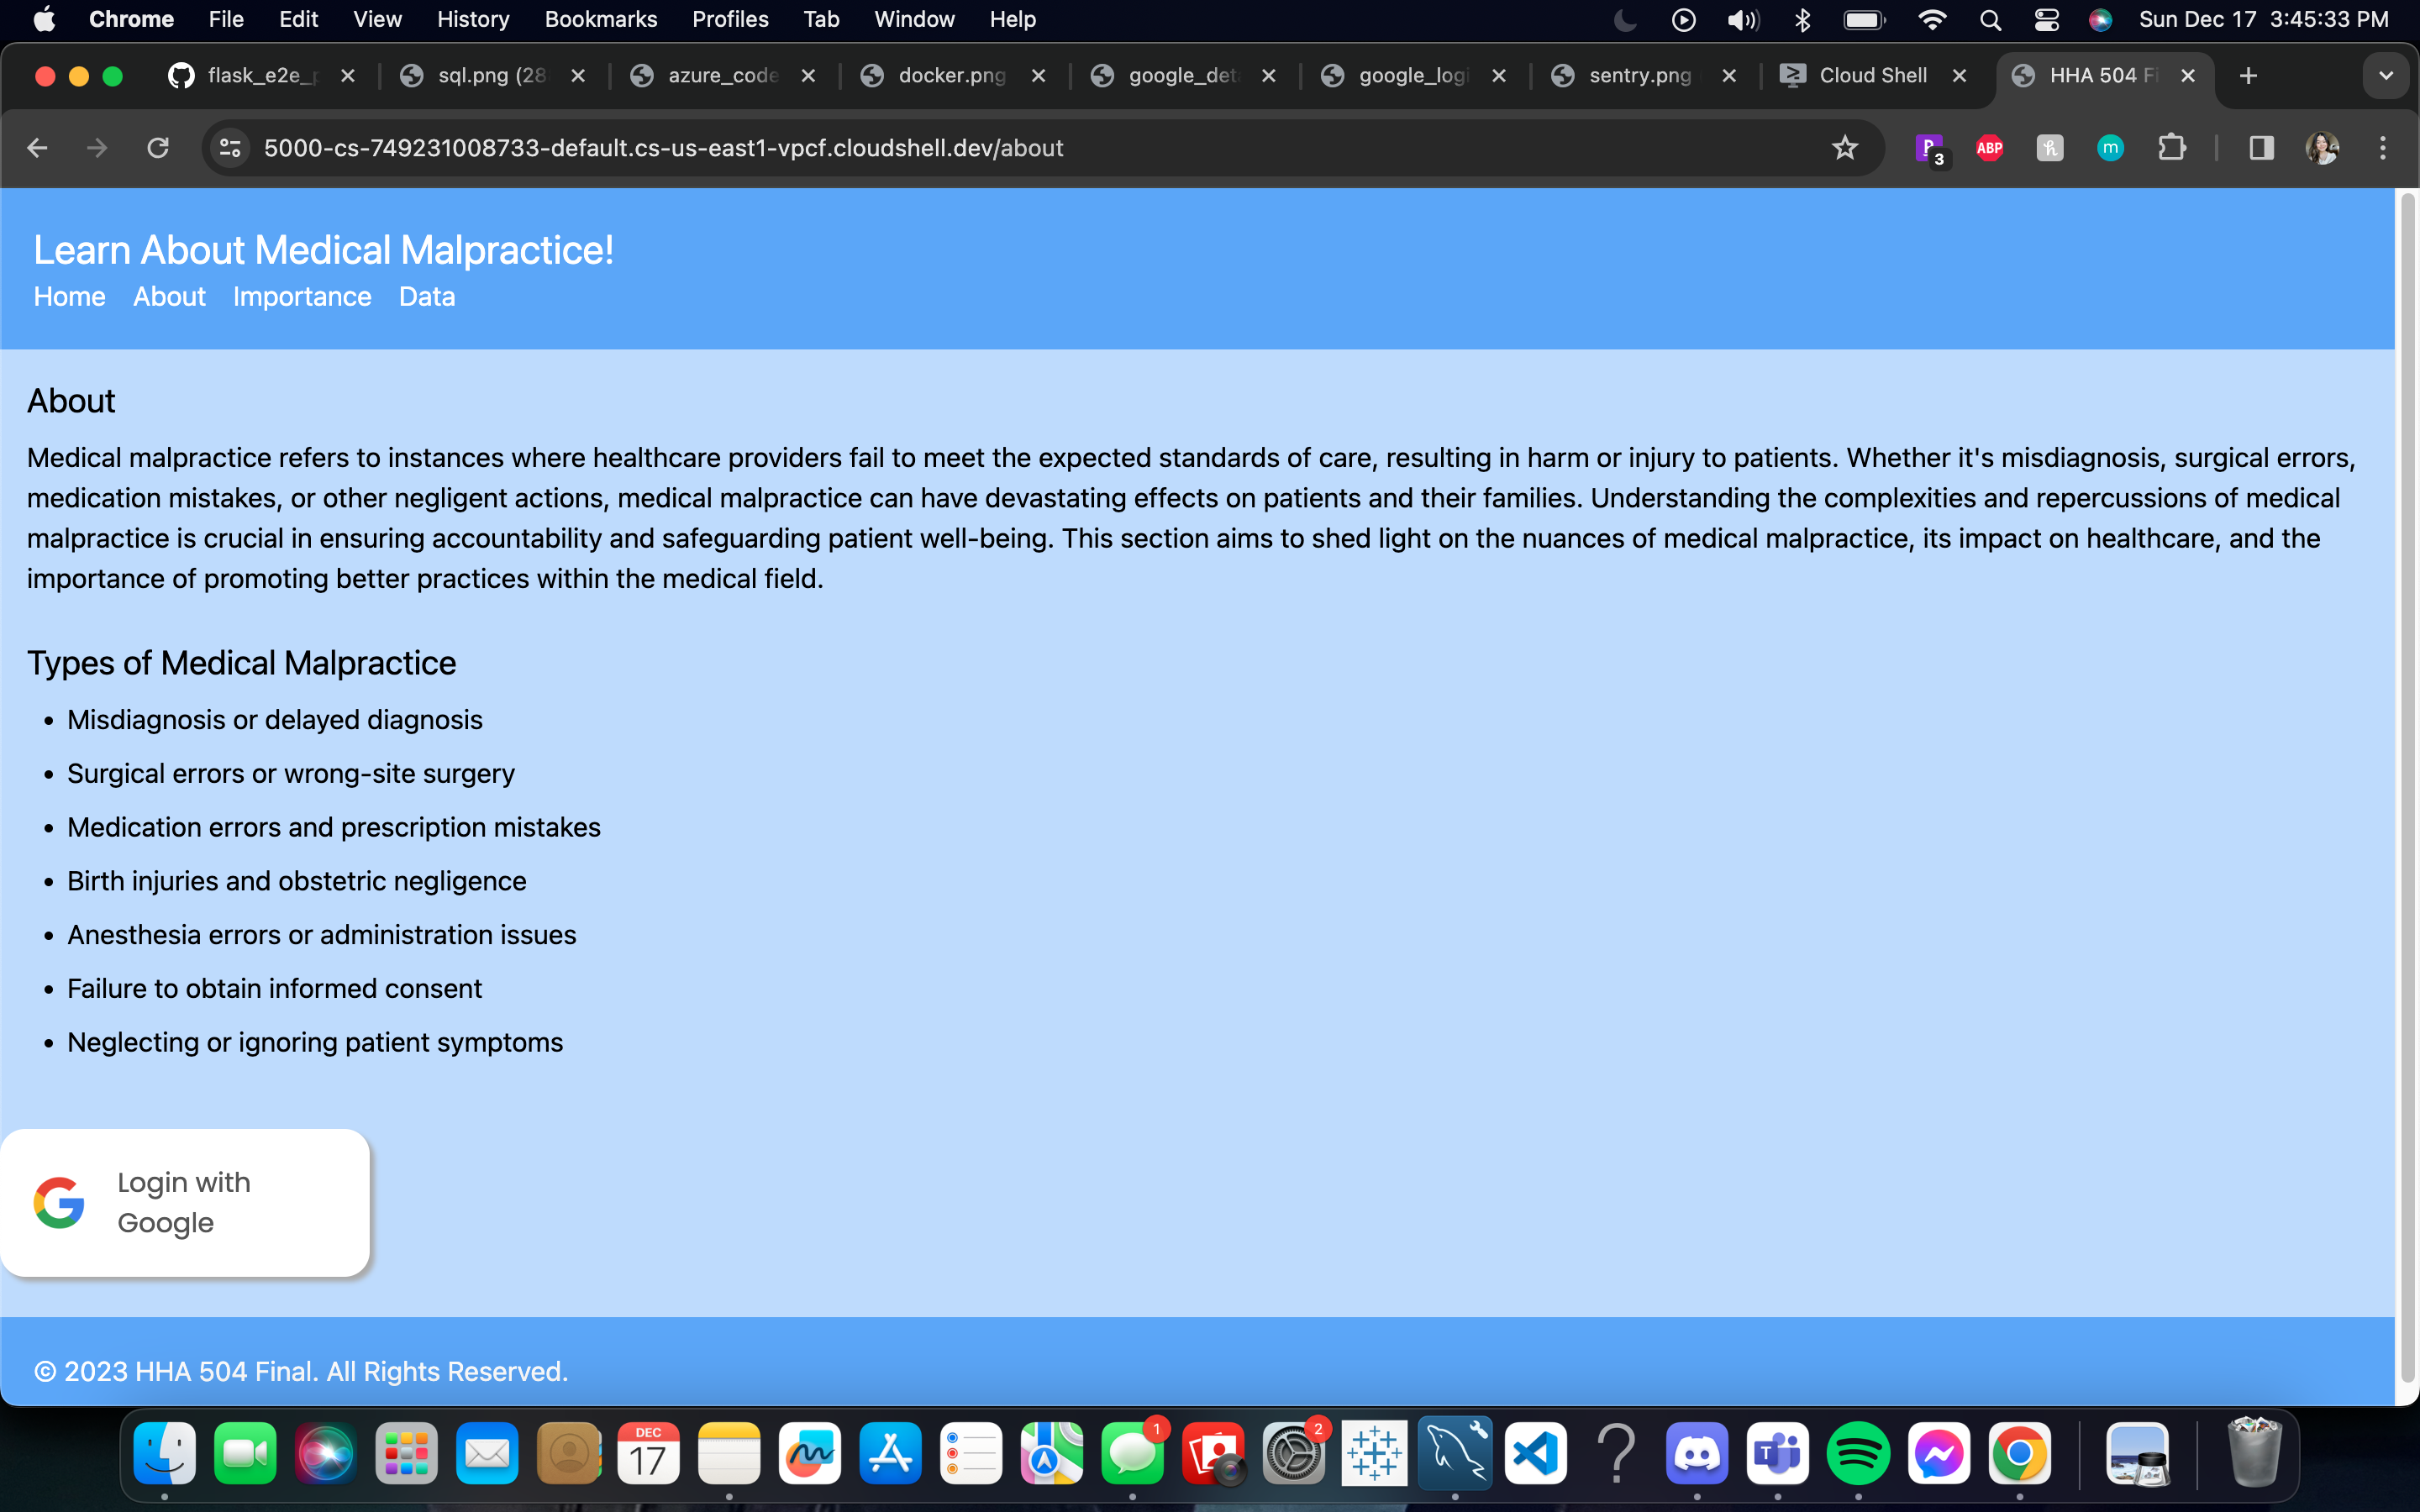 Chrome File Edit View History Bookmarks Profiles Tab Window Help Sun Dec 17 3:45:33 PM
flask_e2e_p sql.png (28 azure_code docker.png google_det google_logi sentry.png Cloud Shell HHA 504 Fi
5000-cs-749231008733-default.cs-us-east1-vpcf.cloudshell.dev/about 3 ABP m
Learn About Medical Malpractice!
Home About Importance Data
About
Medical malpractice refers to instances where healthcare providers fail to meet the expected standards of care, resulting in harm or injury to patients. Whether it's misdiagnosis, surgical errors,
medication mistakes, or other negligent actions, medical malpractice can have devastating effects on patients and their families. Understanding the complexities and repercussions of medical
malpractice is crucial in ensuring accountability and safeguarding patient well-being. This section aims to shed light on the nuances of medical malpractice, its impact on healthcare, and the
importance of promoting better practices within the medical field.
Types of Medical Malpractice
• Misdiagnosis or delayed diagnosis
• Surgical errors or wrong-site surgery
• Medication errors and prescription mistakes
• Birth injuries and obstetric negligence
• Anesthesia errors or administration issues
• Failure to obtain informed consent
• Neglecting or ignoring patient symptoms
Login with
Google
© 2023 HHA 504 Final. All Rights Reserved.
DEC
17
1
2